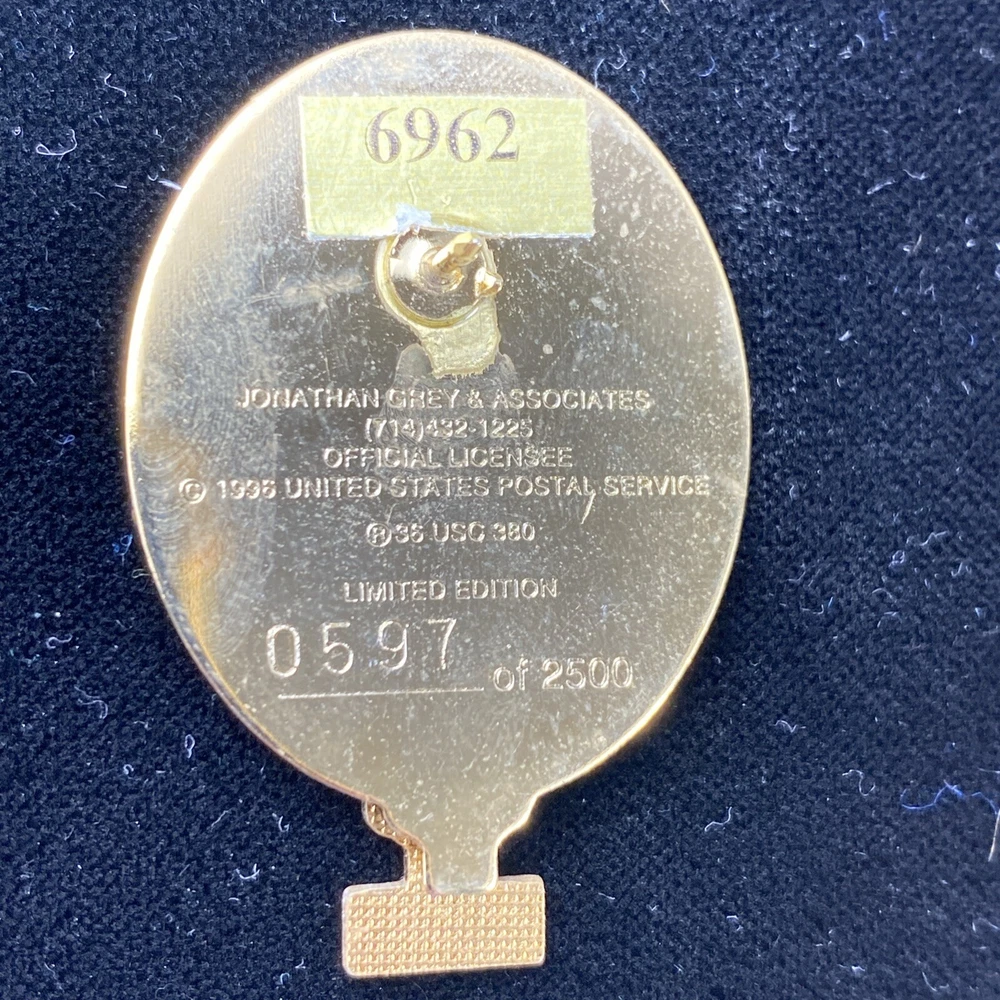 6962
JONATHAN GREY & ASSOCIATES
(714)432-1225
OFFICIAL LICENSEE
© 1996 UNITED STATES POSTAL SERVICE
®36 USC 380
LIMITED EDITION
0597 of 2500